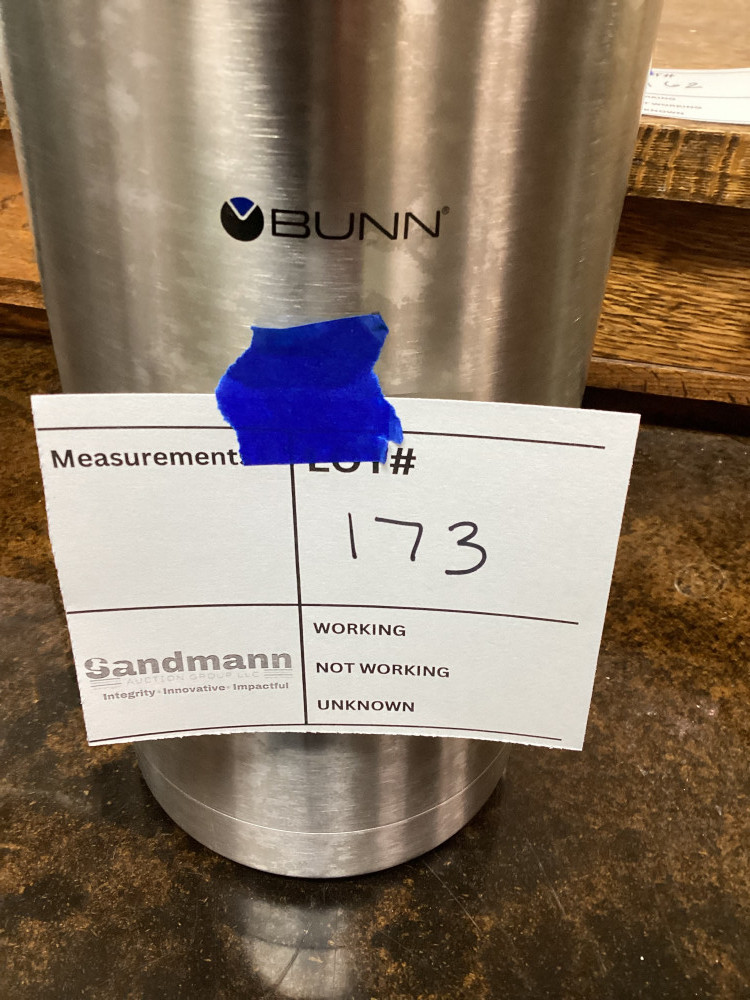 BUNN®
Measurements
LOT#
173
WORKING
NOT WORKING
UNKNOWN
Sandmann
AUCTION GROUP LLC
Integrity • Innovative • Impactful